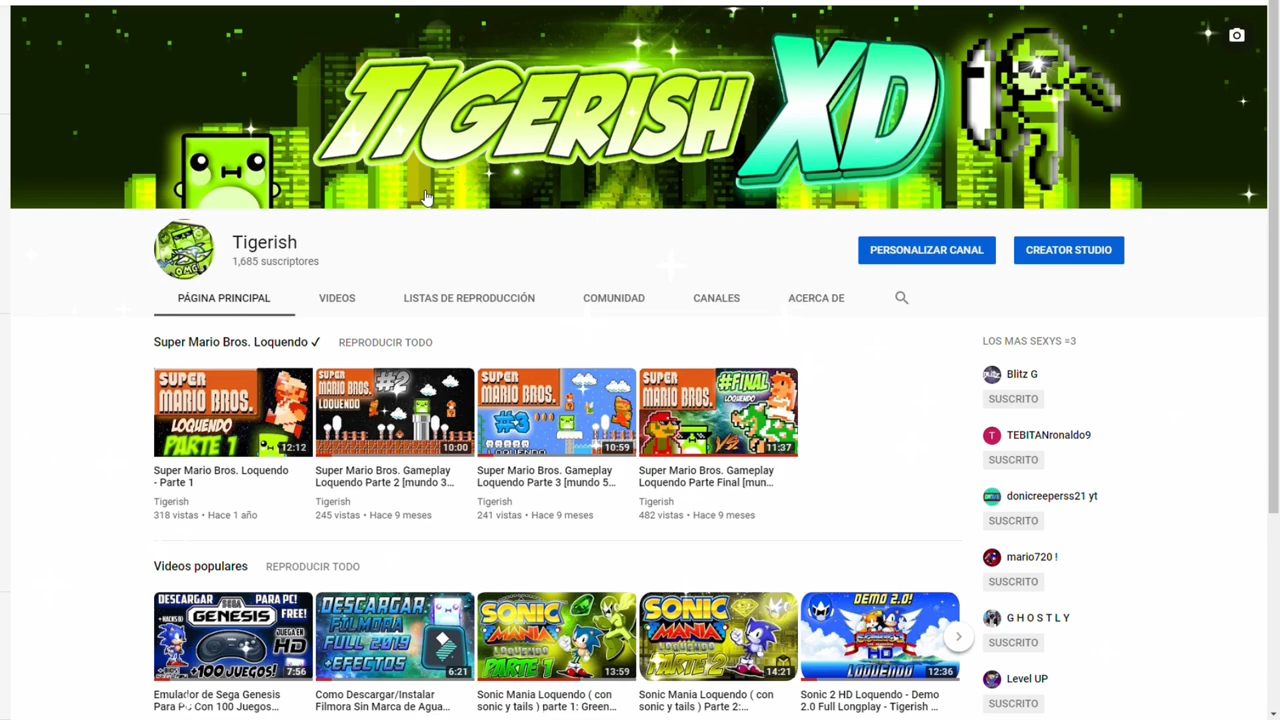 TIGERISH XD
Tigerish
1,685 suscriptores
PERSONALIZAR CANAL
CREATOR STUDIO
PÁGINA PRINCIPAL
VIDEOS
LISTAS DE REPRODUCCIÓN
COMUNIDAD
CANALES
ACERCA DE
Super Mario Bros. Loquendo ✓
REPRODUCIR TODO
SUPER
MARIO BROS.
LOQUENDO
PARTE 1
12:12
SUPER
MARIO BROS.
#2
LOQUENDO
10:00
SUPER
MARIO BROS.
#3
LOQUENDO
10:59
SUPER
MARIO BROS.
#FINAL
LOQUENDO
VS
11:37
Super Mario Bros. Loquendo
- Parte 1
Tigerish
318 vistas • Hace 1 año
Super Mario Bros. Gameplay
Loquendo Parte 2 [mundo 3...
Tigerish
245 vistas • Hace 9 meses
Super Mario Bros. Gameplay
Loquendo Parte 3 [mundo 5...
Tigerish
241 vistas • Hace 9 meses
Super Mario Bros. Gameplay
Loquendo Parte Final [mun...
Tigerish
482 vistas • Hace 9 meses
Videos populares
REPRODUCIR TODO
DESCARGAR PARA PC!
SEGA
GENESIS
FREE!
+HACKS ID
JUEGA EN
HD
+100 JUEGOS!
7:56
DESCARGAR
FILMORA
FULL 2019
+EFECTOS
6:21
SONIC
MANIA
LOQUENDO
PARTE 1
13:59
SONIC
MANIA
LOQUENDO
PARTE 2
14:21
DEMO 2.0!
HD
LOQUENDO
12:36
Emulador de Sega Genesis
Para Pc Con 100 Juegos...
Como Descargar/Instalar
Filmora Sin Marca de Agua...
Sonic Mania Loquendo ( con
sonic y tails ) parte 1: Green...
Sonic Mania Loquendo ( con
sonic y tails ) Parte 2:...
Sonic 2 HD Loquendo - Demo
2.0 Full Longplay - Tigerish ...
LOS MAS SEXYS =3
Blitz G
SUSCRITO
TEBITANronaldo9
SUSCRITO
donicreeperss21 yt
SUSCRITO
mario720 !
SUSCRITO
G H O S T L Y
SUSCRITO
Level UP
SUSCRITO